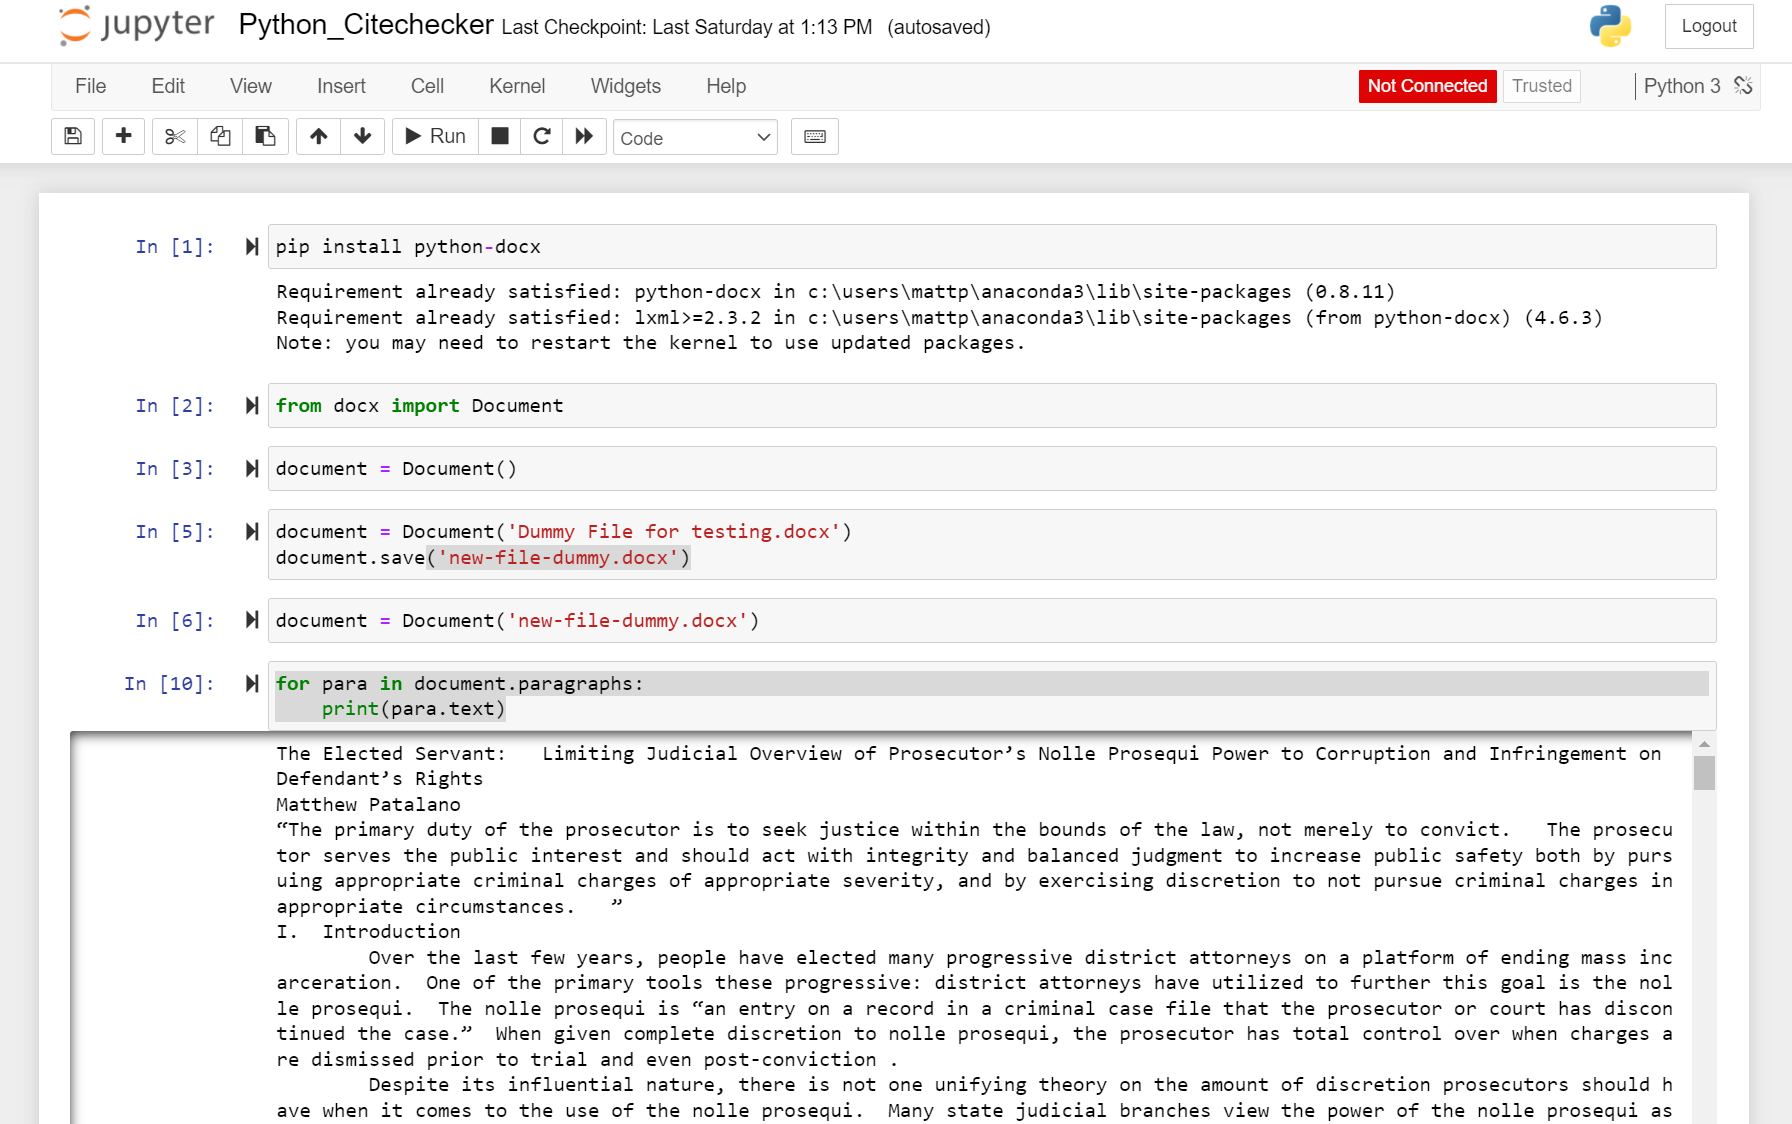 jupyter Python_Citechecker Last Checkpoint: Last Saturday at 1:13 PM (autosaved) Logout
File Edit View Insert Cell Kernel Widgets Help Not Connected Trusted Python 3
Run Code
In [1]: pip install python-docx
Requirement already satisfied: python-docx in c:\users\mattp\anaconda3\lib\site-packages (0.8.11)
Requirement already satisfied: lxml>=2.3.2 in c:\users\mattp\anaconda3\lib\site-packages (from python-docx) (4.6.3)
Note: you may need to restart the kernel to use updated packages.
In [2]: from docx import Document
In [3]: document = Document()
In [5]: document = Document('Dummy File for testing.docx')
document.save('new-file-dummy.docx')
In [6]: document = Document('new-file-dummy.docx')
In [10]: for para in document.paragraphs:
    print(para.text)
The Elected Servant:   Limiting Judicial Overview of Prosecutor’s Nolle Prosequi Power to Corruption and Infringement on
Defendant’s Rights
Matthew Patalano
“The primary duty of the prosecutor is to seek justice within the bounds of the law, not merely to convict.   The prosecu
tor serves the public interest and should act with integrity and balanced judgment to increase public safety both by purs
uing appropriate criminal charges of appropriate severity, and by exercising discretion to not pursue criminal charges in
appropriate circumstances.   ”
I.  Introduction
        Over the last few years, people have elected many progressive district attorneys on a platform of ending mass inc
arceration.  One of the primary tools these progressive: district attorneys have utilized to further this goal is the nol
le prosequi.  The nolle prosequi is “an entry on a record in a criminal case file that the prosecutor or court has discon
tinued the case.”  When given complete discretion to nolle prosequi, the prosecutor has total control over when charges a
re dismissed prior to trial and even post-conviction .
        Despite its influential nature, there is not one unifying theory on the amount of discretion prosecutors should h
ave when it comes to the use of the nolle prosequi.  Many state judicial branches view the power of the nolle prosequi as